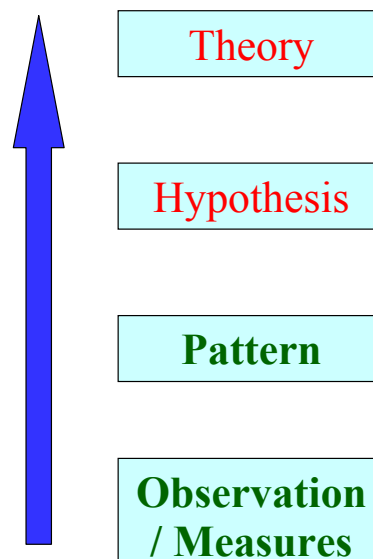 Theory
Hypothesis
Pattern
Observation
/ Measures